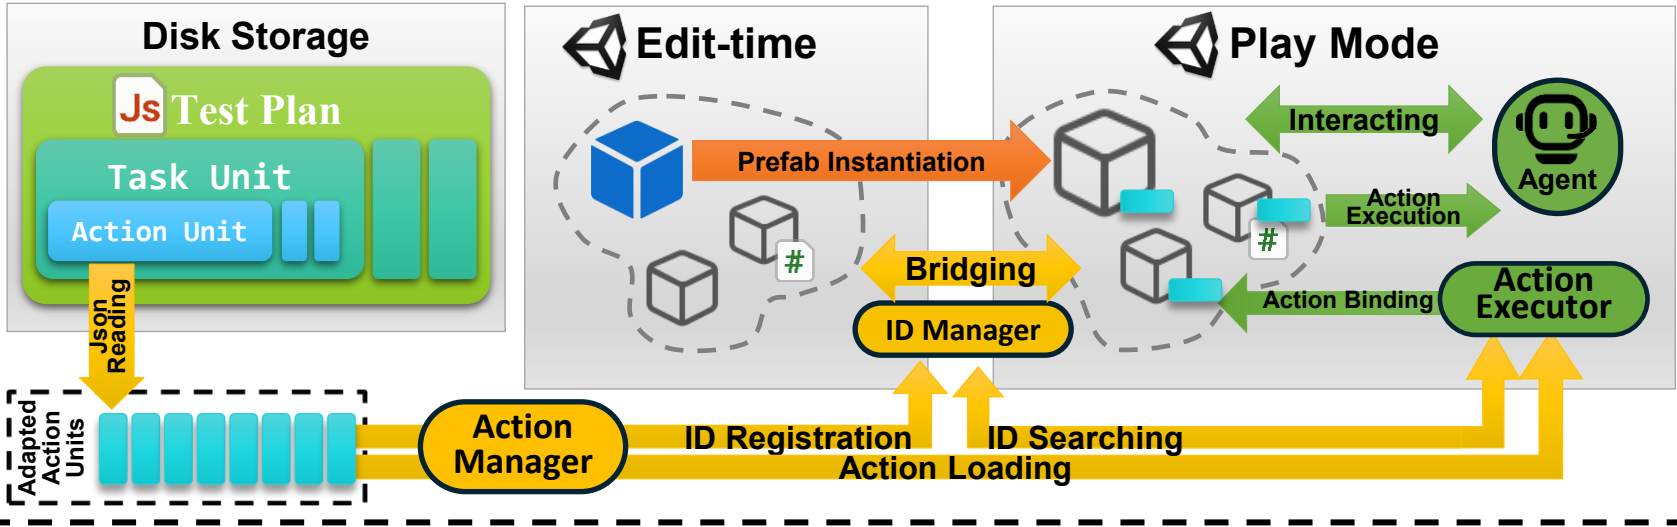 Disk Storage
Js Test Plan
Task Unit
Action Unit
Json
Reading
Adapted
Action
Units
Edit-time
Play Mode
Prefab Instantiation
#
#
Bridging
ID Manager
Interacting
Agent
Action
Execution
Action Binding
Action
Executor
Action
Manager
ID Registration
ID Searching
Action Loading